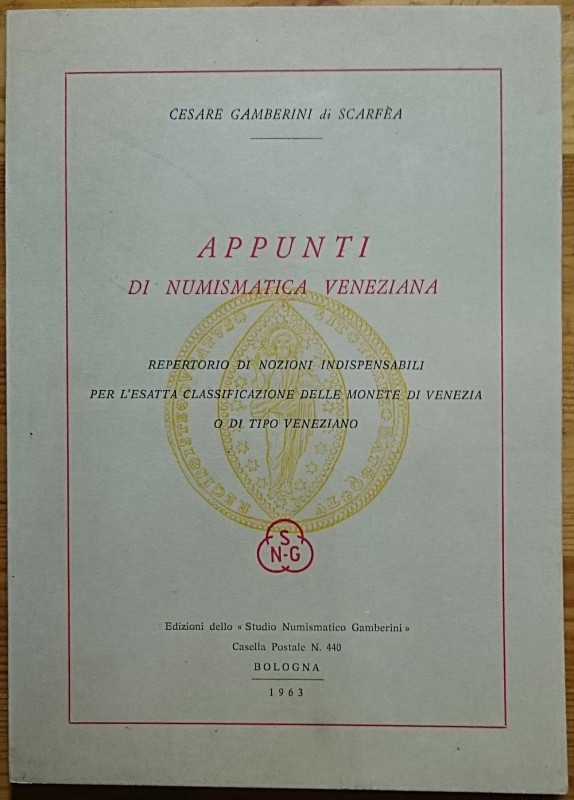 CESARE GAMBERINI di SCARFÈA
APPUNTI
DI NUMISMATICA VENEZIANA
REPERTORIO DI NOZIONI INDISPENSABILI
PER L'ESATTA CLASSIFICAZIONE DELLE MONETE DI VENEZIA
O DI TIPO VENEZIANO
S
N-G
Edizioni dello « Studio Numismatico Gamberini »
Casella Postale N. 440
BOLOGNA
1963